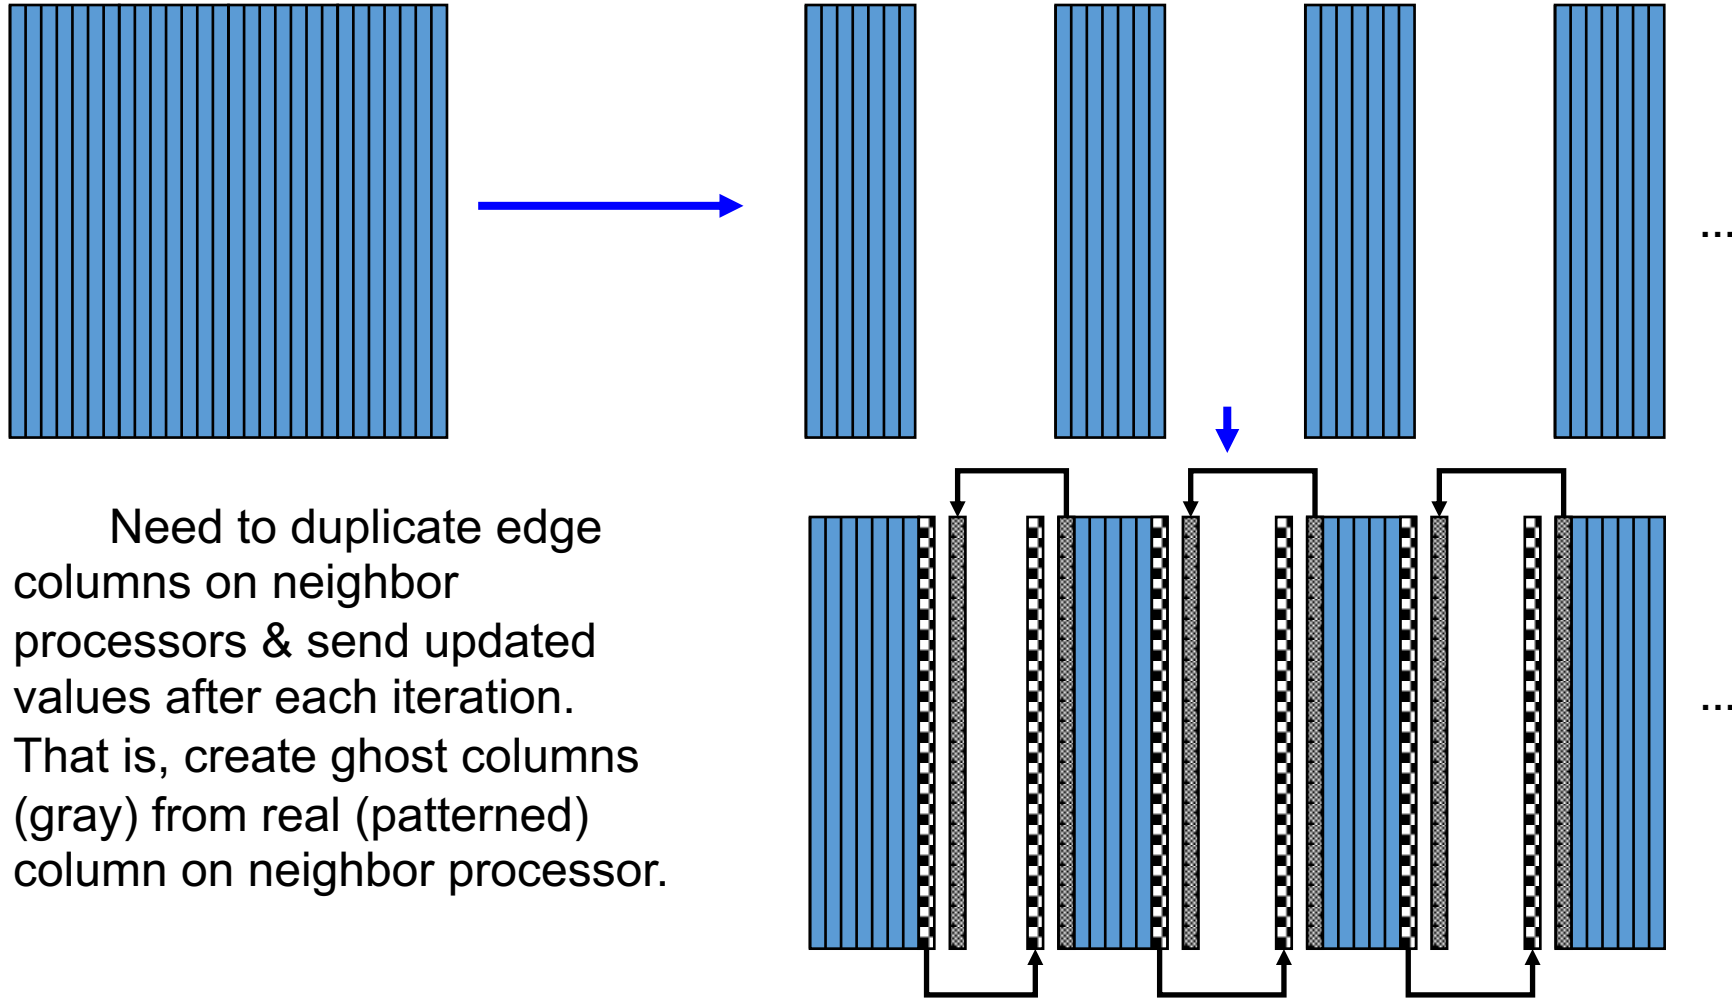 ...
Need to duplicate edge
columns on neighbor
processors & send updated
values after each iteration.
That is, create ghost columns
(gray) from real (patterned)
column on neighbor processor.
...